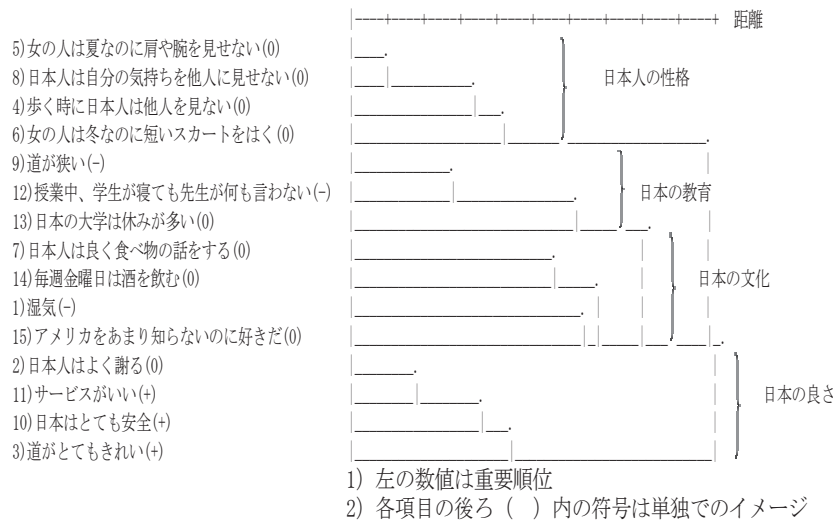 距離
5)女の人は夏なのに肩や腕を見せない(0)
8)日本人は自分の気持ちを他人に見せない(0)
日本人の性格
4)歩く時に日本人は他人を見ない(0)
6)女の人は冬なのに短いスカートをはく(0)
9)道が狭い(-)
12)授業中、学生が寝ても先生が何も言わない(-)
日本の教育
13)日本の大学は休みが多い(0)
7)日本人は良く食べ物の話をする(0)
14)毎週金曜日は酒を飲む(0)
日本の文化
1)湿気(-)
15)アメリカをあまり知らないのに好きだ(0)
2)日本人はよく謝る(0)
11)サービスがいい(+)
日本の良さ
10)日本はとても安全(+)
3)道がとてもきれい(+)
1) 左の数値は重要順位
2) 各項目の後ろ（　）内の符号は単独でのイメージ